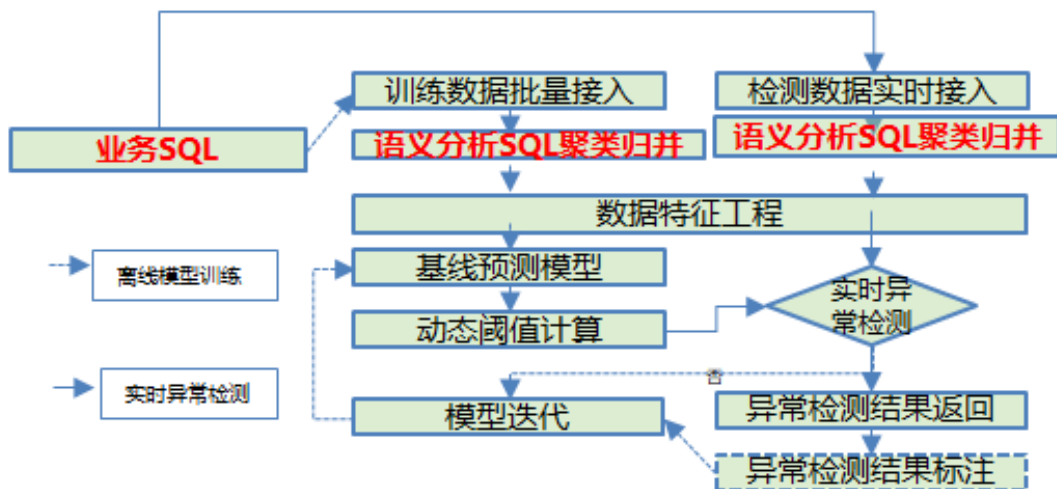 训练数据批量接入
检测数据实时接入
业务SQL
语义分析SQL聚类归并
语义分析SQL聚类归并
数据特征工程
离线模型训练
基线预测模型
实时异
常检测
动态阈值计算
否
实时异常检测
模型迭代
异常检测结果返回
异常检测结果标注